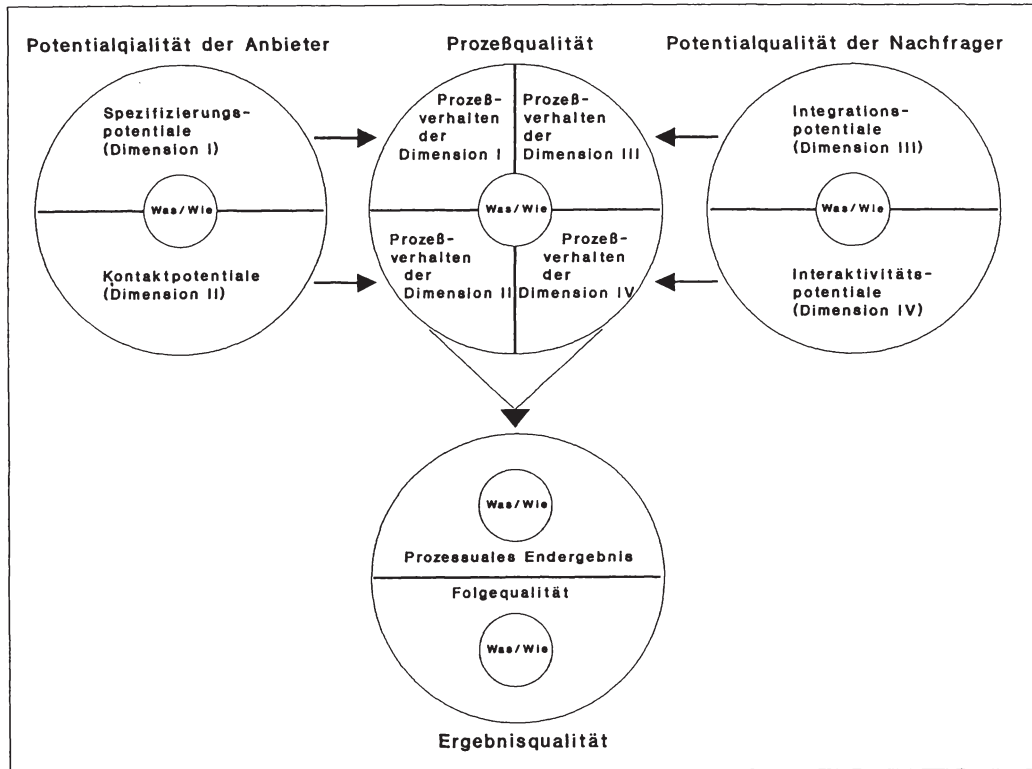 Potentialqialität der Anbieter
Spezifizierungs-
potentiale
(Dimension I)
Was/Wie
Kontaktpotentiale
(Dimension II)
Prozeßqualität
Prozeß-
verhalten
der
Dimension I
Prozeß-
verhalten
der
Dimension III
Was/Wie
Prozeß-
verhalten
der
Dimension II
Prozeß-
verhalten
der
Dimension IV
Potentialqualität der Nachfrager
Integrations-
potentiale
(Dimension III)
Was/Wie
Interaktivitäts-
potentiale
(Dimension IV)
Was/Wie
Prozessuales Endergebnis
Folgequalität
Was/Wie
Ergebnisqualität